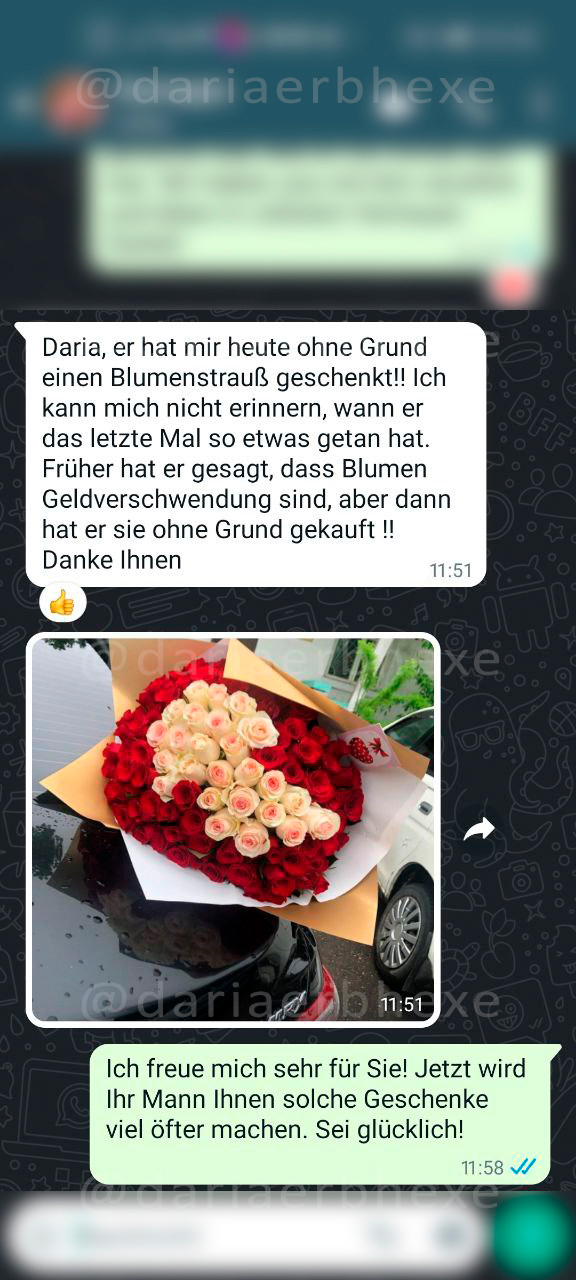 @dariaerbhexe
Daria, er hat mir heute ohne Grund
einen Blumenstrauß geschenkt!! Ich
kann mich nicht erinnern, wann er
das letzte Mal so etwas getan hat.
Früher hat er gesagt, dass Blumen
Geldverschwendung sind, aber dann
hat er sie ohne Grund gekauft !!
Danke Ihnen
11:51
@dariaerbhexe
@dariaerbhexe
11:51
Ich freue mich sehr für Sie! Jetzt wird
Ihr Mann Ihnen solche Geschenke
viel öfter machen. Sei glücklich!
11:58
@dariaerbhexe